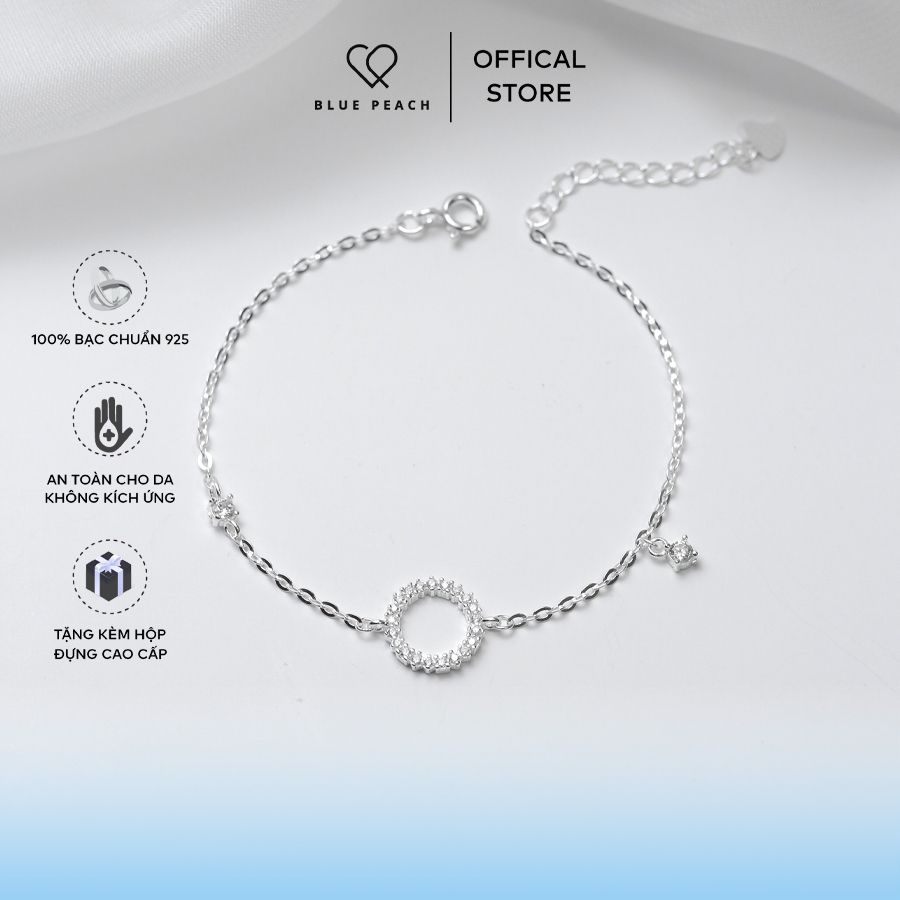 BLUE PEACH
OFFICAL
STORE
100% BẠC CHUẨN 925
AN TOÀN CHO DA
KHÔNG KÍCH ỨNG
TẶNG KÈM HỘP
ĐỰNG CAO CẤP